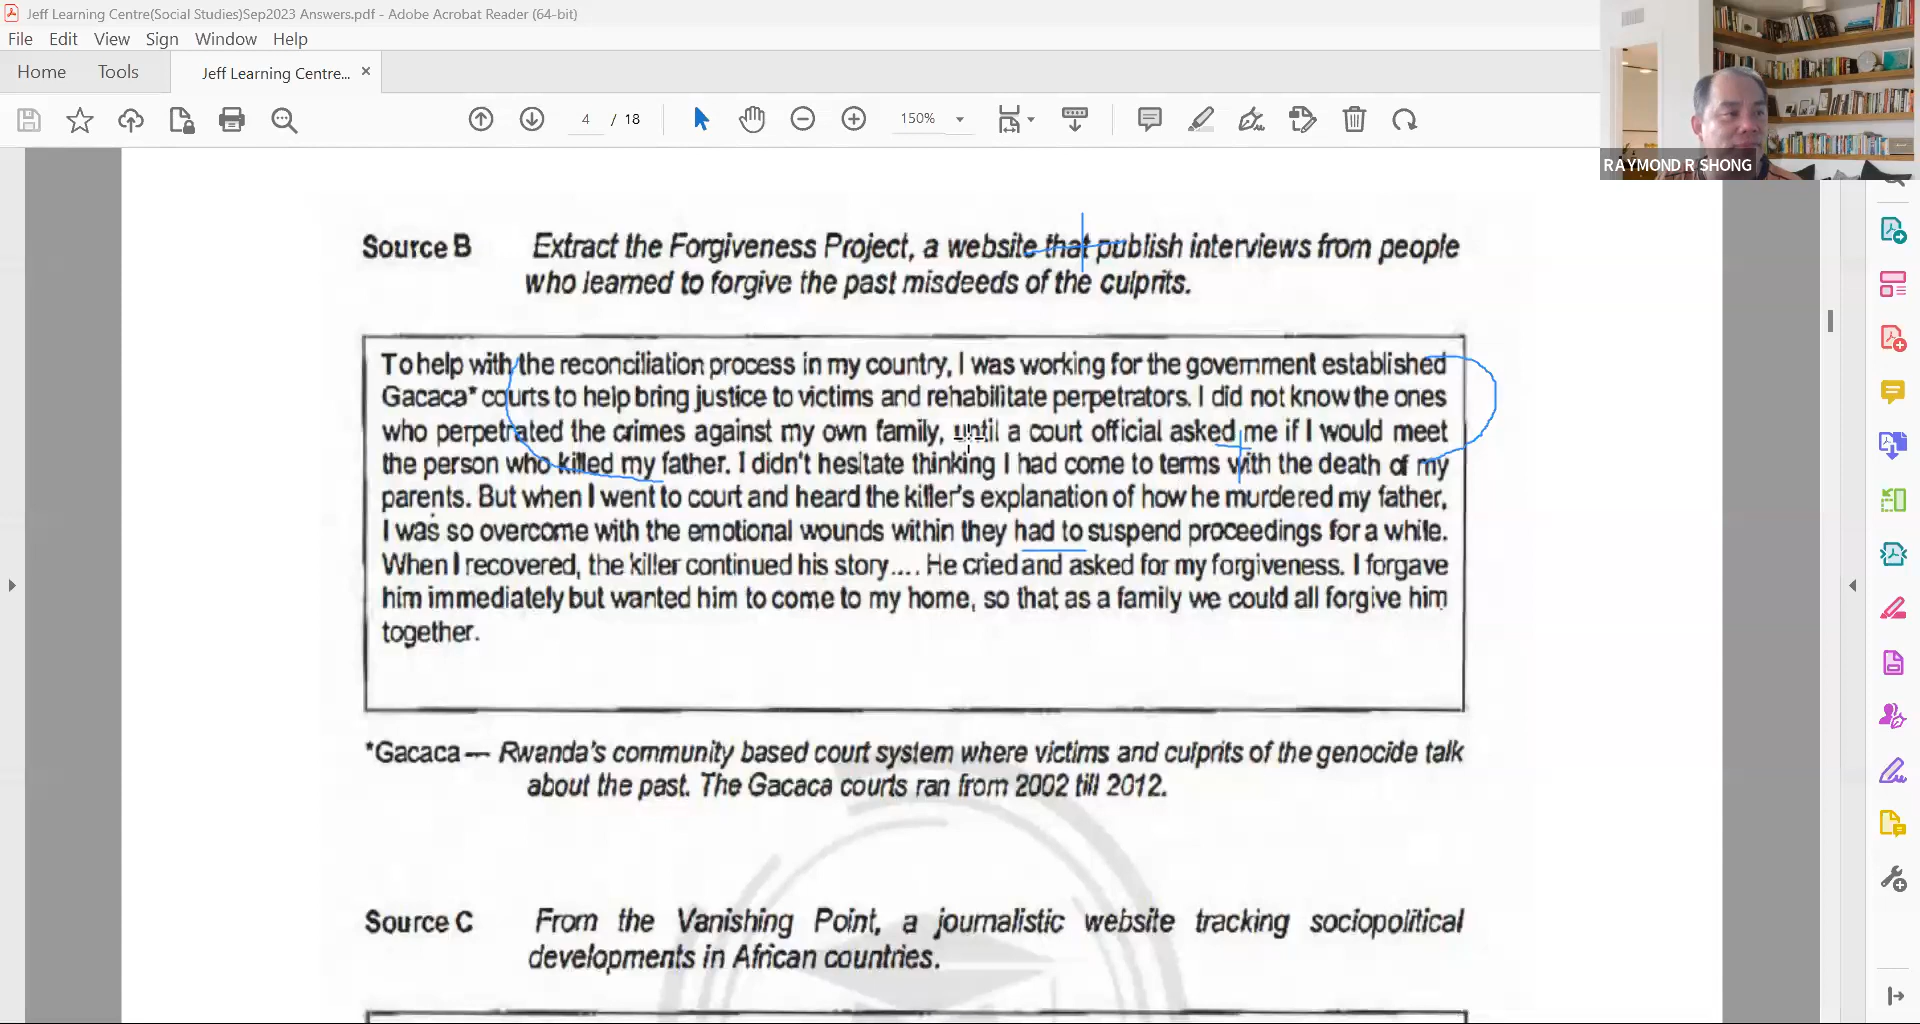 Jeff Learning Centre(Social Studies)Sep2023 Answers.pdf - Adobe Acrobat Reader (64-bit)
File Edit View Sign Window Help
Home Tools Jeff Learning Centre... ×
4 / 18 150%
RAYMOND R SHONG
Source B Extract the Forgiveness Project, a website that publish interviews from people
who learned to forgive the past misdeeds of the culprits.
To help with the reconciliation process in my country, I was working for the government established
Gacaca* courts to help bring justice to victims and rehabilitate perpetrators. I did not know the ones
who perpetrated the crimes against my own family, until a court official asked me if I would meet
the person who killed my father. I didn't hesitate thinking I had come to terms with the death of my
parents. But when I went to court and heard the killer's explanation of how he murdered my father,
I was so overcome with the emotional wounds within they had to suspend proceedings for a while.
When I recovered, the killer continued his story.... He cried and asked for my forgiveness. I forgave
him immediately but wanted him to come to my home, so that as a family we could all forgive him
together.
*Gacaca— Rwanda's community based court system where victims and culprits of the genocide talk
about the past. The Gacaca courts ran from 2002 till 2012.
Source C From the Vanishing Point, a journalistic website tracking sociopolitical
developments in African countries.